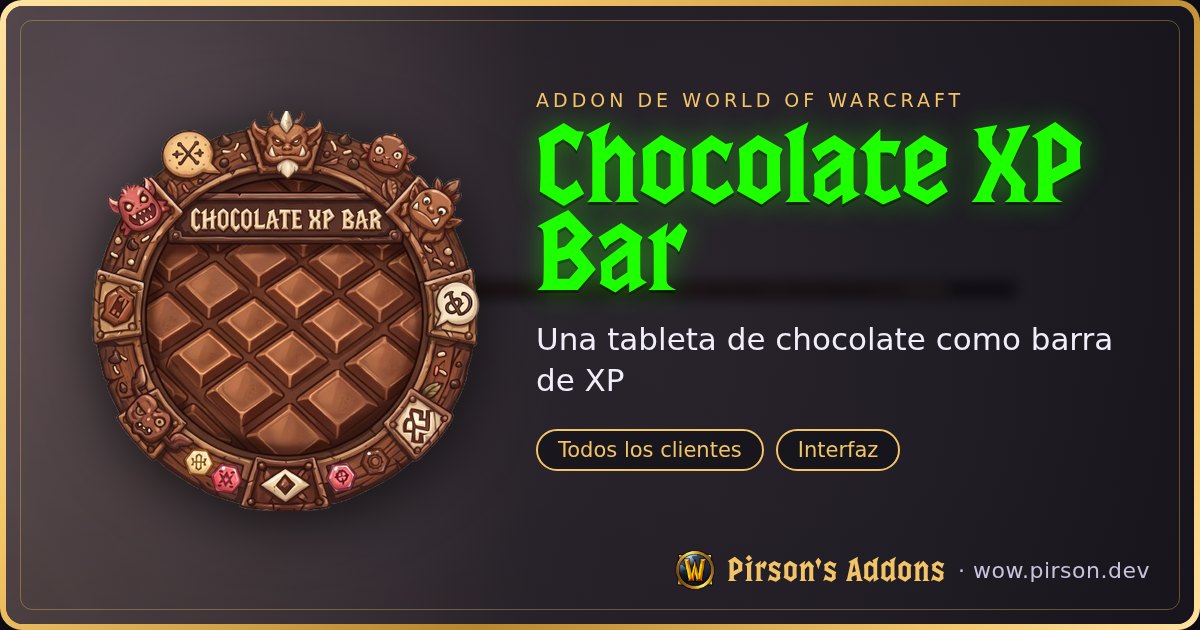 ADDON DE WORLD OF WARCRAFT
Chocolate XP
Bar
CHOCOLATE XP BAR
Una tableta de chocolate como barra
de XP
Todos los clientes
Interfaz
W Pirson's Addons · wow.pirson.dev